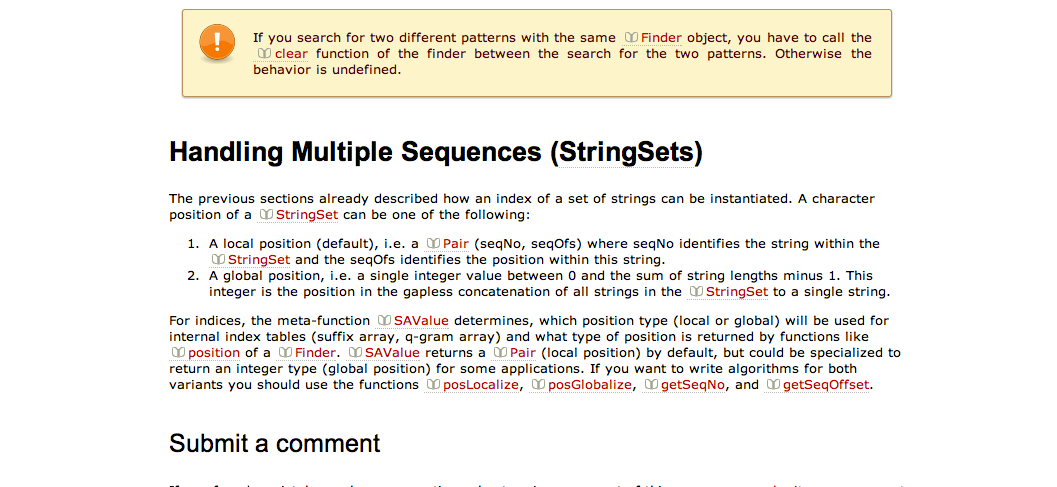 If you search for two different patterns with the same Finder object, you have to call the
clear function of the finder between the search for the two patterns. Otherwise the
behavior is undefined.
Handling Multiple Sequences (StringSets)
The previous sections already described how an index of a set of strings can be instantiated. A character
position of a StringSet can be one of the following:
1. A local position (default), i.e. a Pair (seqNo, seqOfs) where seqNo identifies the string within the
StringSet and the seqOfs identifies the position within this string.
2. A global position, i.e. a single integer value between 0 and the sum of string lengths minus 1. This
integer is the position in the gapless concatenation of all strings in the StringSet to a single string.
For indices, the meta-function SAValue determines, which position type (local or global) will be used for
internal index tables (suffix array, q-gram array) and what type of position is returned by functions like
position of a Finder. SAValue returns a Pair (local position) by default, but could be specialized to
return an integer type (global position) for some applications. If you want to write algorithms for both
variants you should use the functions posLocalize, posGlobalize, getSeqNo, and getSeqOffset.
Submit a comment